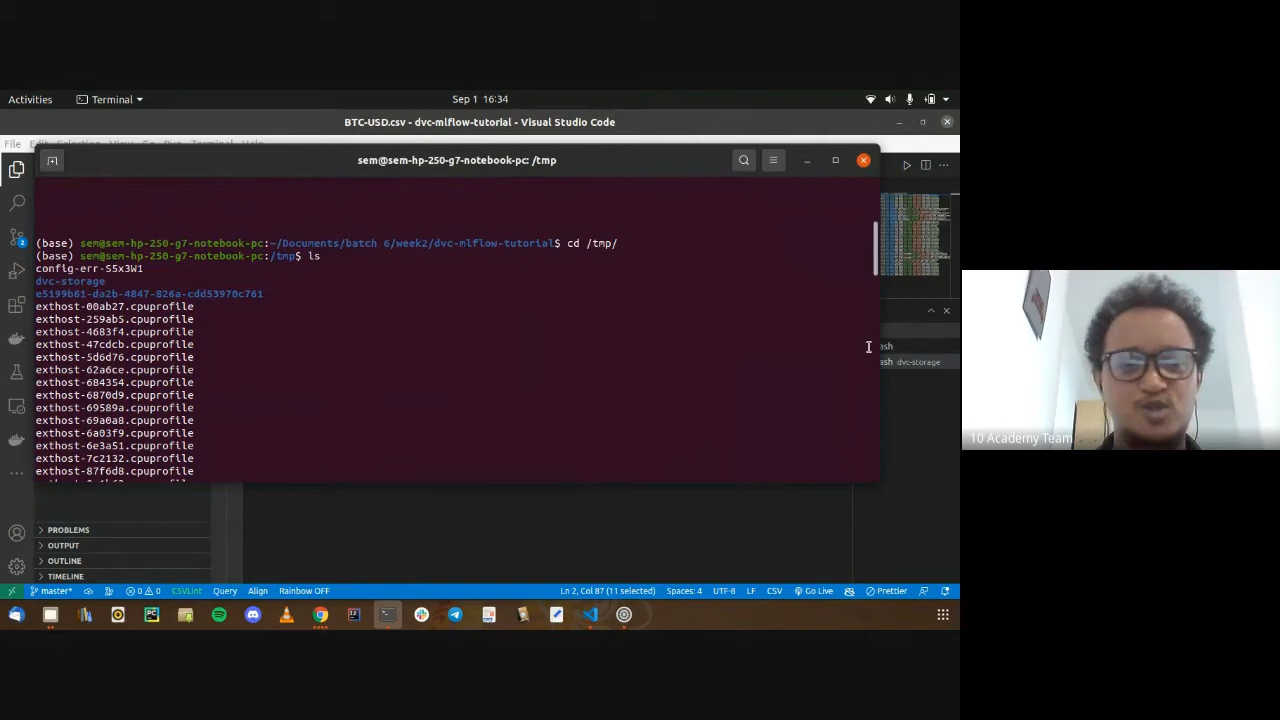 Activities
Terminal
Sep 1 16:34
BTC-USD.csv - dvc-mlflow-tutorial - Visual Studio Code
File
sem@sem-hp-250-g7-notebook-pc: /tmp
(base) sem@sem-hp-250-g7-notebook-pc:~/Documents/batch 6/week2/dvc-mlflow-tutorial$ cd /tmp/
(base) sem@sem-hp-250-g7-notebook-pc:/tmp$ ls
config-err-S5x3W1
dvc-storage
e5199b61-da2b-4847-826a-cdd53970c761
exthost-00ab27.cpuprofile
exthost-259ab5.cpuprofile
exthost-4683f4.cpuprofile
exthost-47cdcb.cpuprofile
exthost-5d6d76.cpuprofile
exthost-62a6ce.cpuprofile
exthost-684354.cpuprofile
exthost-6870d9.cpuprofile
exthost-69589a.cpuprofile
exthost-69a0a8.cpuprofile
exthost-6a03f9.cpuprofile
exthost-6e3a51.cpuprofile
exthost-7c2132.cpuprofile
exthost-87f6d8.cpuprofile
ash
ash dvc-storage
10 Academy Team
PROBLEMS
OUTPUT
OUTLINE
TIMELINE
master* 0 0 CSVLint Query Align Rainbow OFF Ln 2, Col 87 (11 selected) Spaces: 4 UTF-8 LF CSV Go Live Prettier